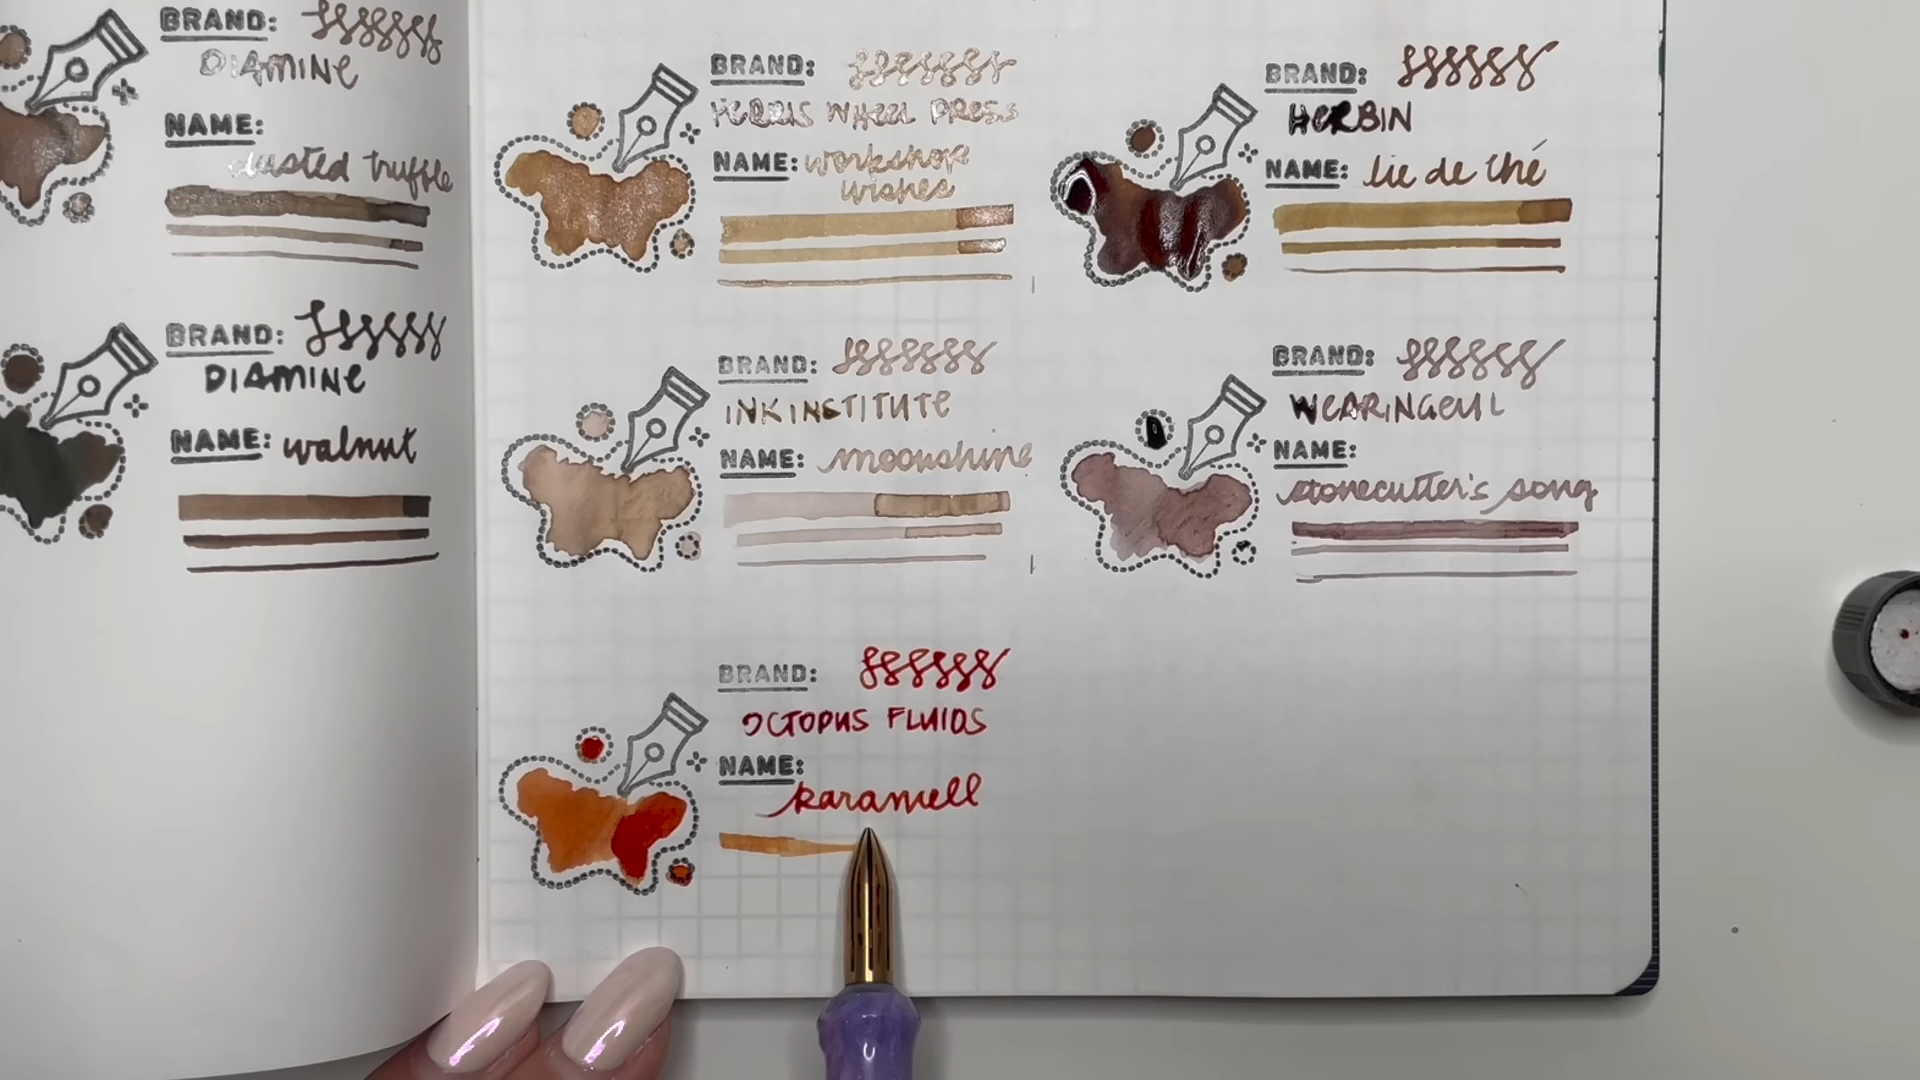 BRAND:
DIAMINE
NAME:
dusted truffle
BRAND:
DIAMINE
NAME: walnut
BRAND:
FERRIS WHEEL PRESS
NAME: workshop
wishes
BRAND:
INKINSTITUTE
NAME: moonshine
BRAND:
OCTOPUS FLUIDS
NAME:
karamell
BRAND:
HERBIN
NAME: lie de thé
BRAND:
WEARINGEUL
NAME:
stonecutter's song